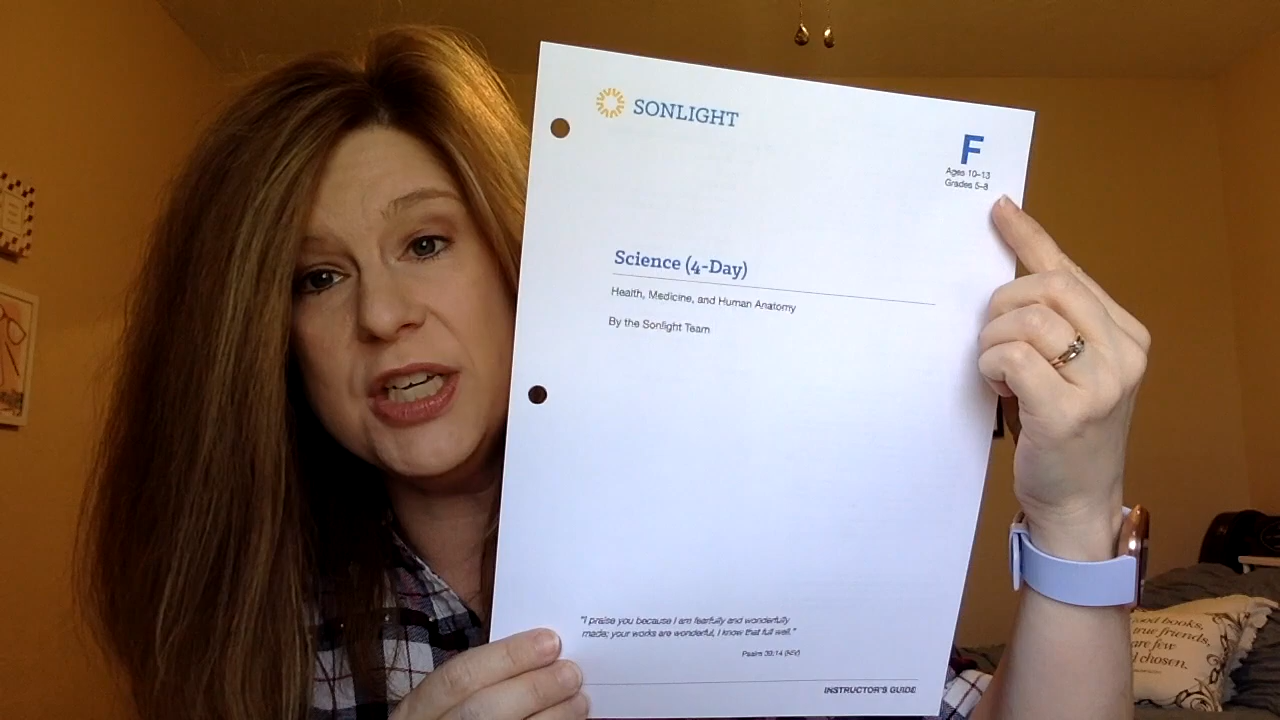 SONLIGHT
F
Ages 10–13
Grades 5–8
Science (4-Day)
Health, Medicine, and Human Anatomy
By the Sonlight Team
"I praise you because I am fearfully and wonderfully
made; your works are wonderful, I know that full well."
Psalm 39:14 (NIV)
INSTRUCTOR'S GUIDE
ood books,
true friends,
are few
d chosen.